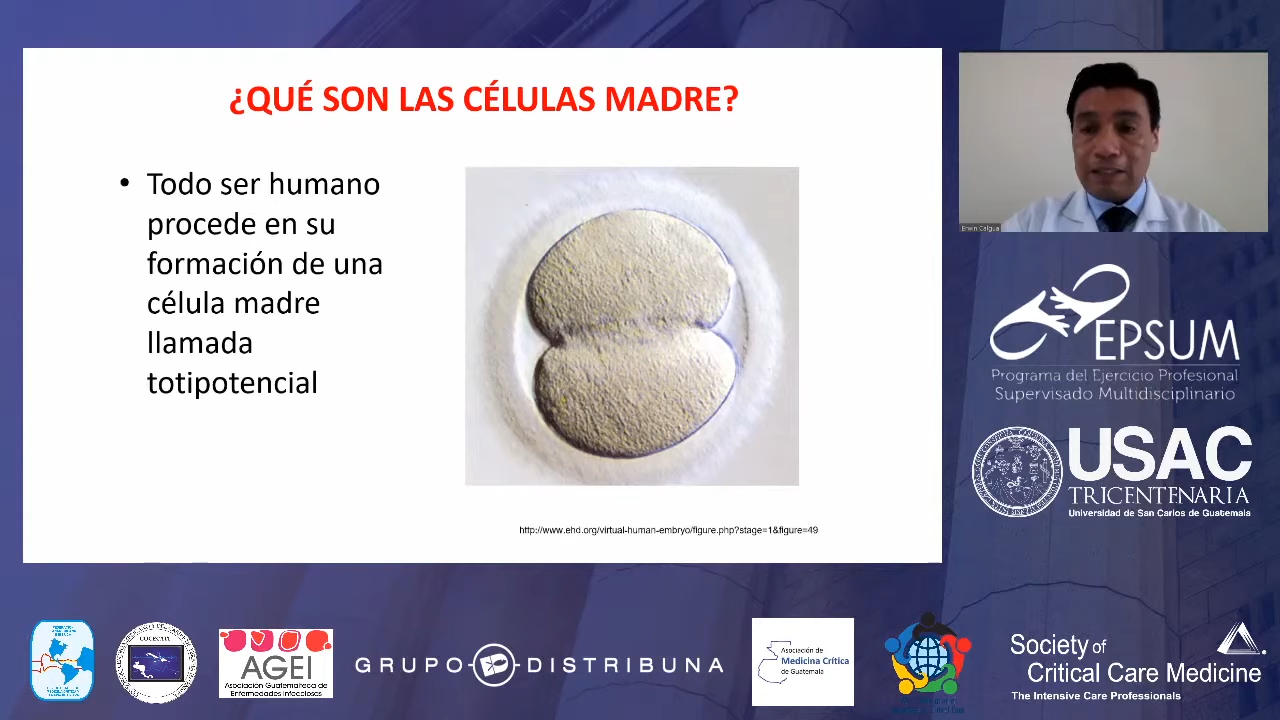 ¿QUÉ SON LAS CÉLULAS MADRE?
• Todo ser humano
procede en su
formación de una
célula madre
llamada
totipotencial
http://www.ehd.org/virtual-human-embryo/figure.php?stage=1&figure=49
Erwin Calgua
EPSUM
Programa del Ejercicio Profesional
Supervisado Multidisciplinario
USAC
TRICENTENARIA
Universidad de San Carlos de Guatemala
AGEI
Asociación Guatemalteca de
Enfermedades Infecciosas
GRUPO DISTRIBUNA
Asociación de
Medicina Crítica
de Guatemala
Society of
Critical Care Medicine
The Intensive Care Professionals